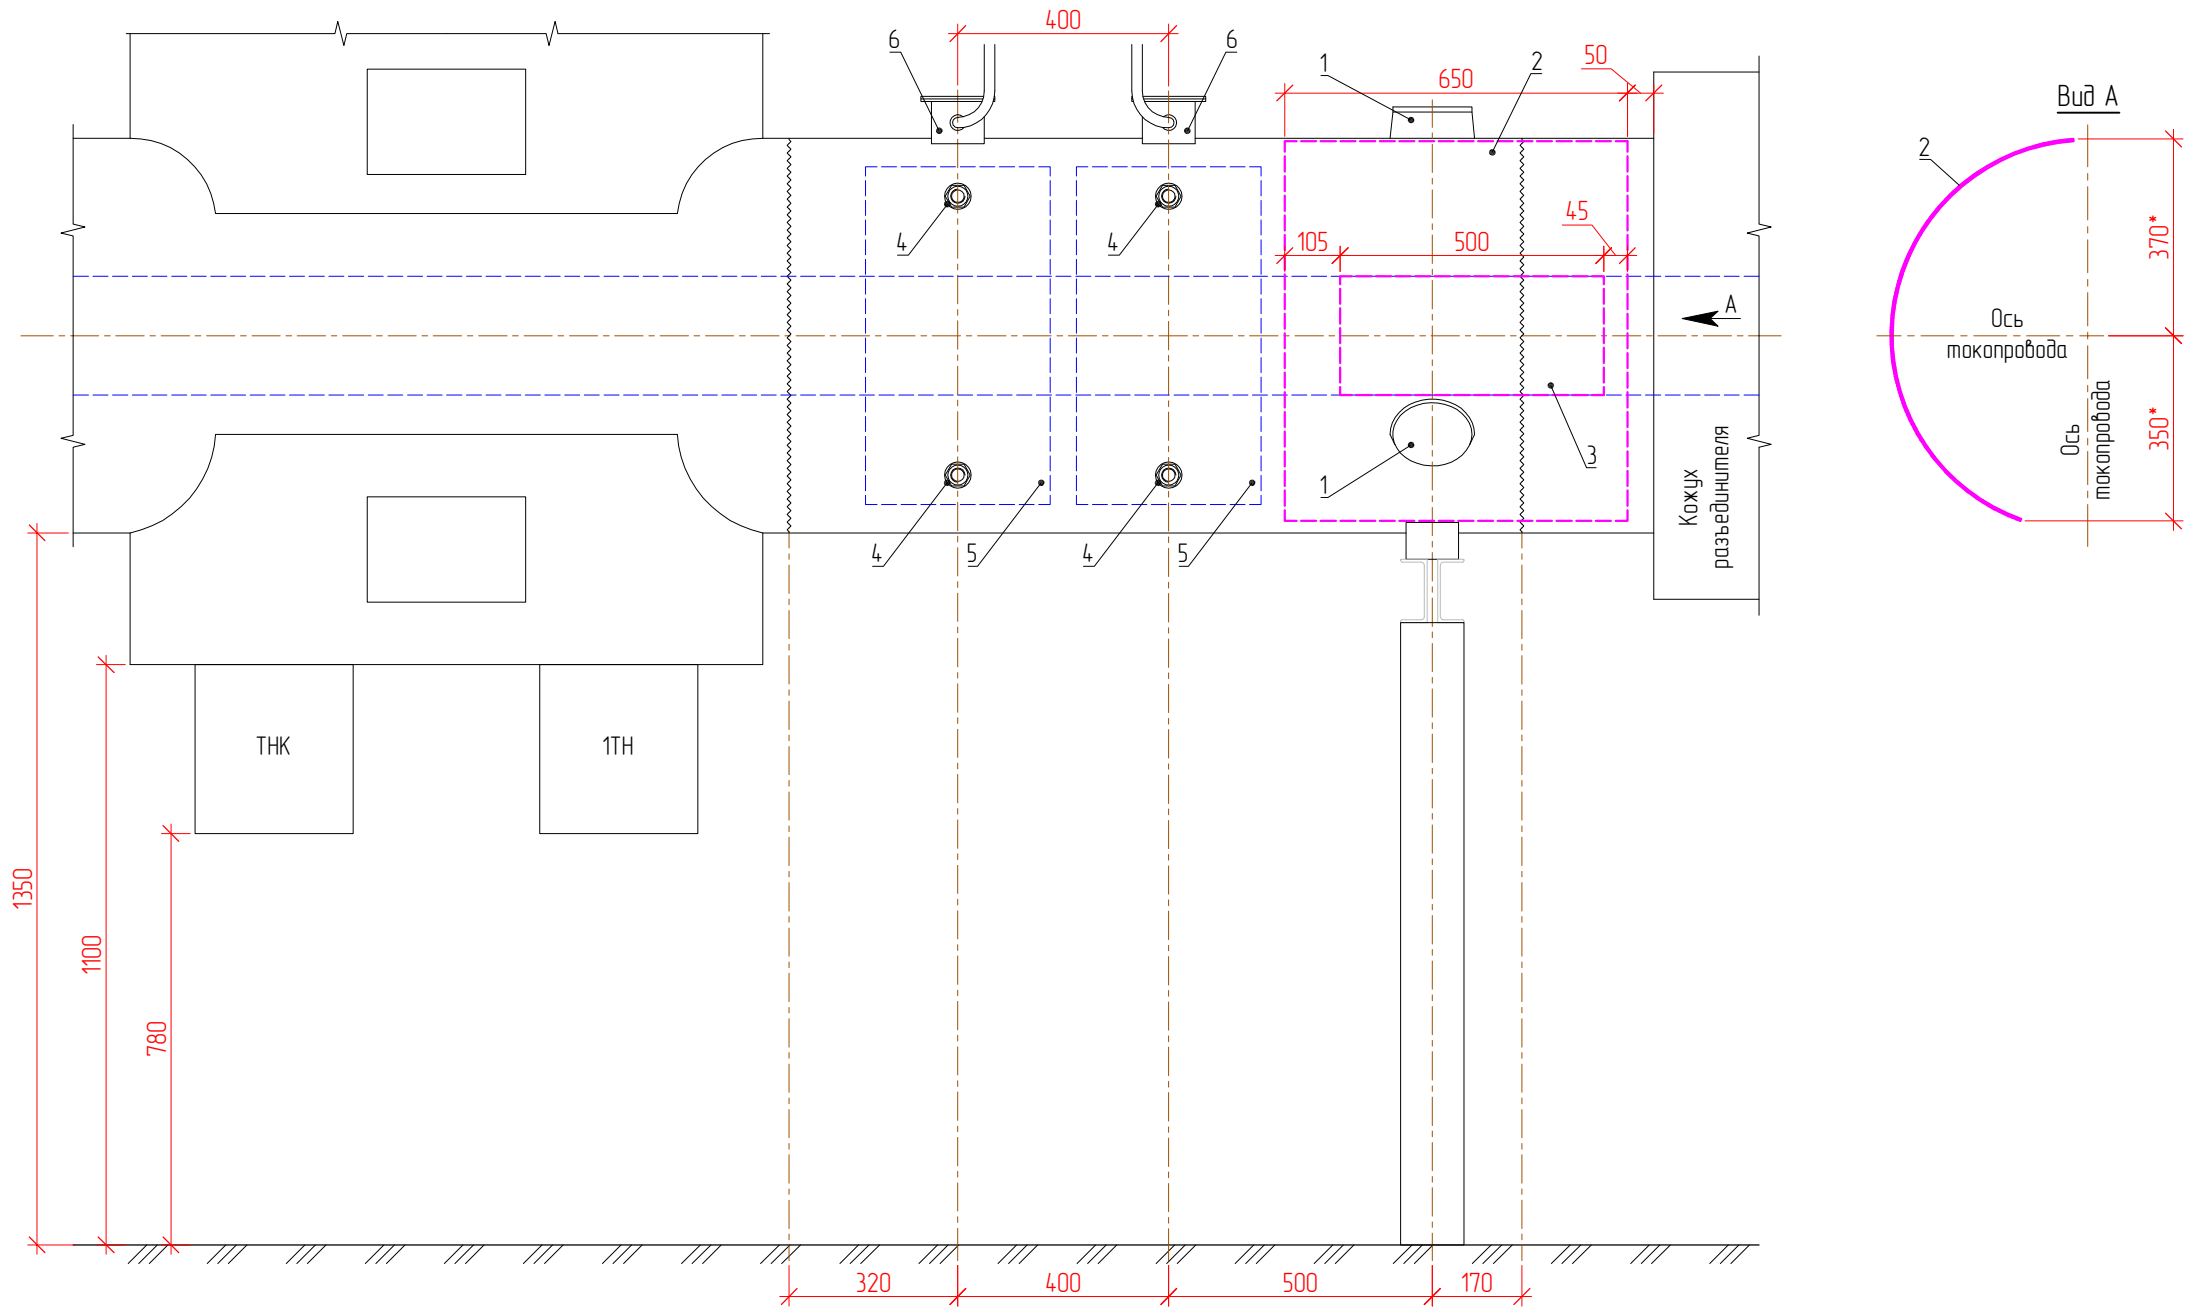 400
6
6
1
2
50
650
Вид А
2
4
4
45
105
500
370*
А
Ось
токопровода
Ось
токопровода
350*
3
1
Кожух
разъединителя
4
5
4
5
ТНК
1ТН
1350
1100
780
320
400
500
170